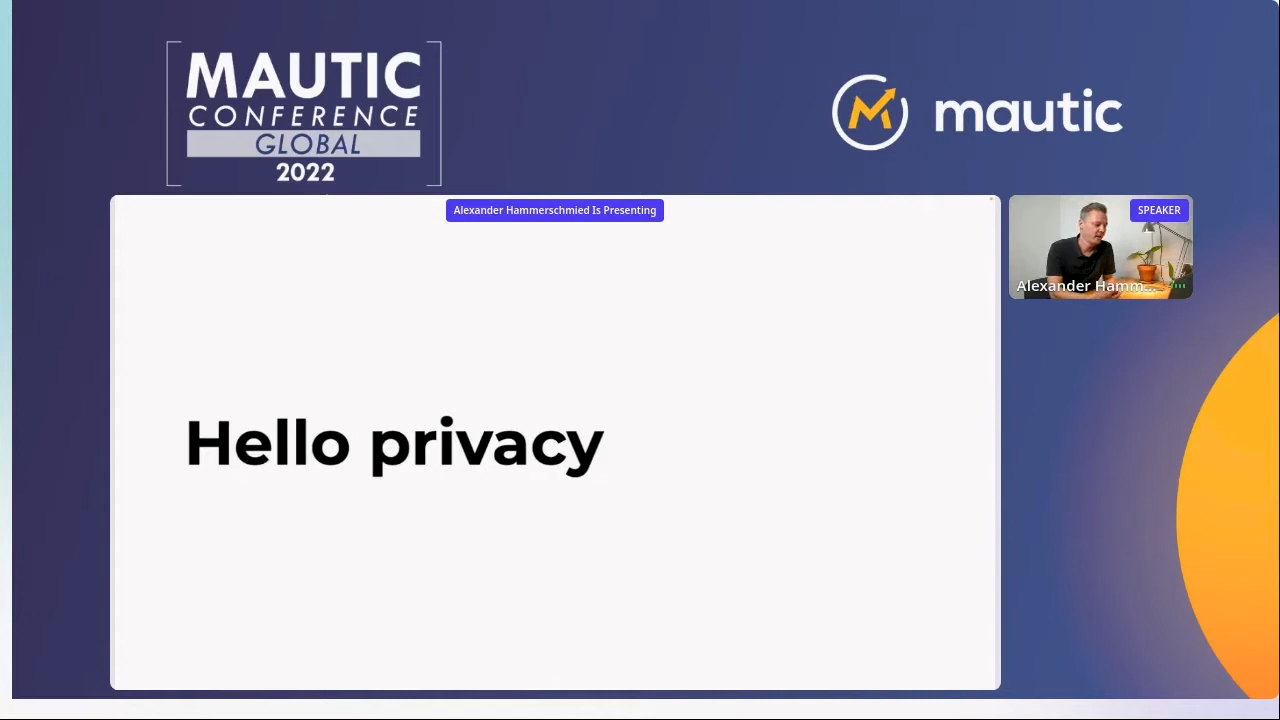 MAUTIC
CONFERENCE
GLOBAL
2022
mautic
Alexander Hammerschmied Is Presenting
SPEAKER
Alexander Hamm...
Hello privacy